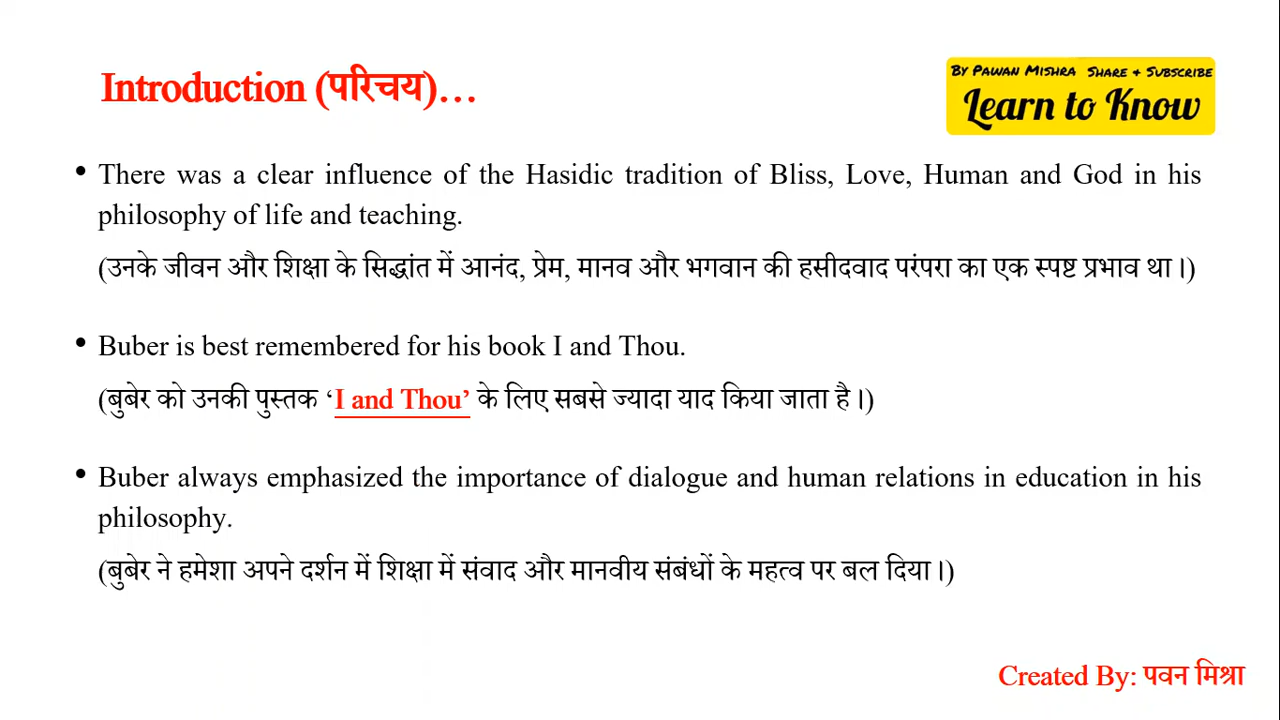 Introduction (परिचय)...
By Pawan Mishra Share & Subscribe
Learn to Know
• There was a clear influence of the Hasidic tradition of Bliss, Love, Human and God in his
philosophy of life and teaching.
(उनके जीवन और शिक्षा के सिद्धांत में आनंद, प्रेम, मानव और भगवान की हसीदवाद परंपरा का एक स्पष्ट प्रभाव था।)
• Buber is best remembered for his book I and Thou.
(बुबेर को उनकी पुस्तक ‘I and Thou’ के लिए सबसे ज्यादा याद किया जाता है।)
• Buber always emphasized the importance of dialogue and human relations in education in his
philosophy.
(बुबेर ने हमेशा अपने दर्शन में शिक्षा में संवाद और मानवीय संबंधों के महत्व पर बल दिया।)
Created By: पवन मिश्रा